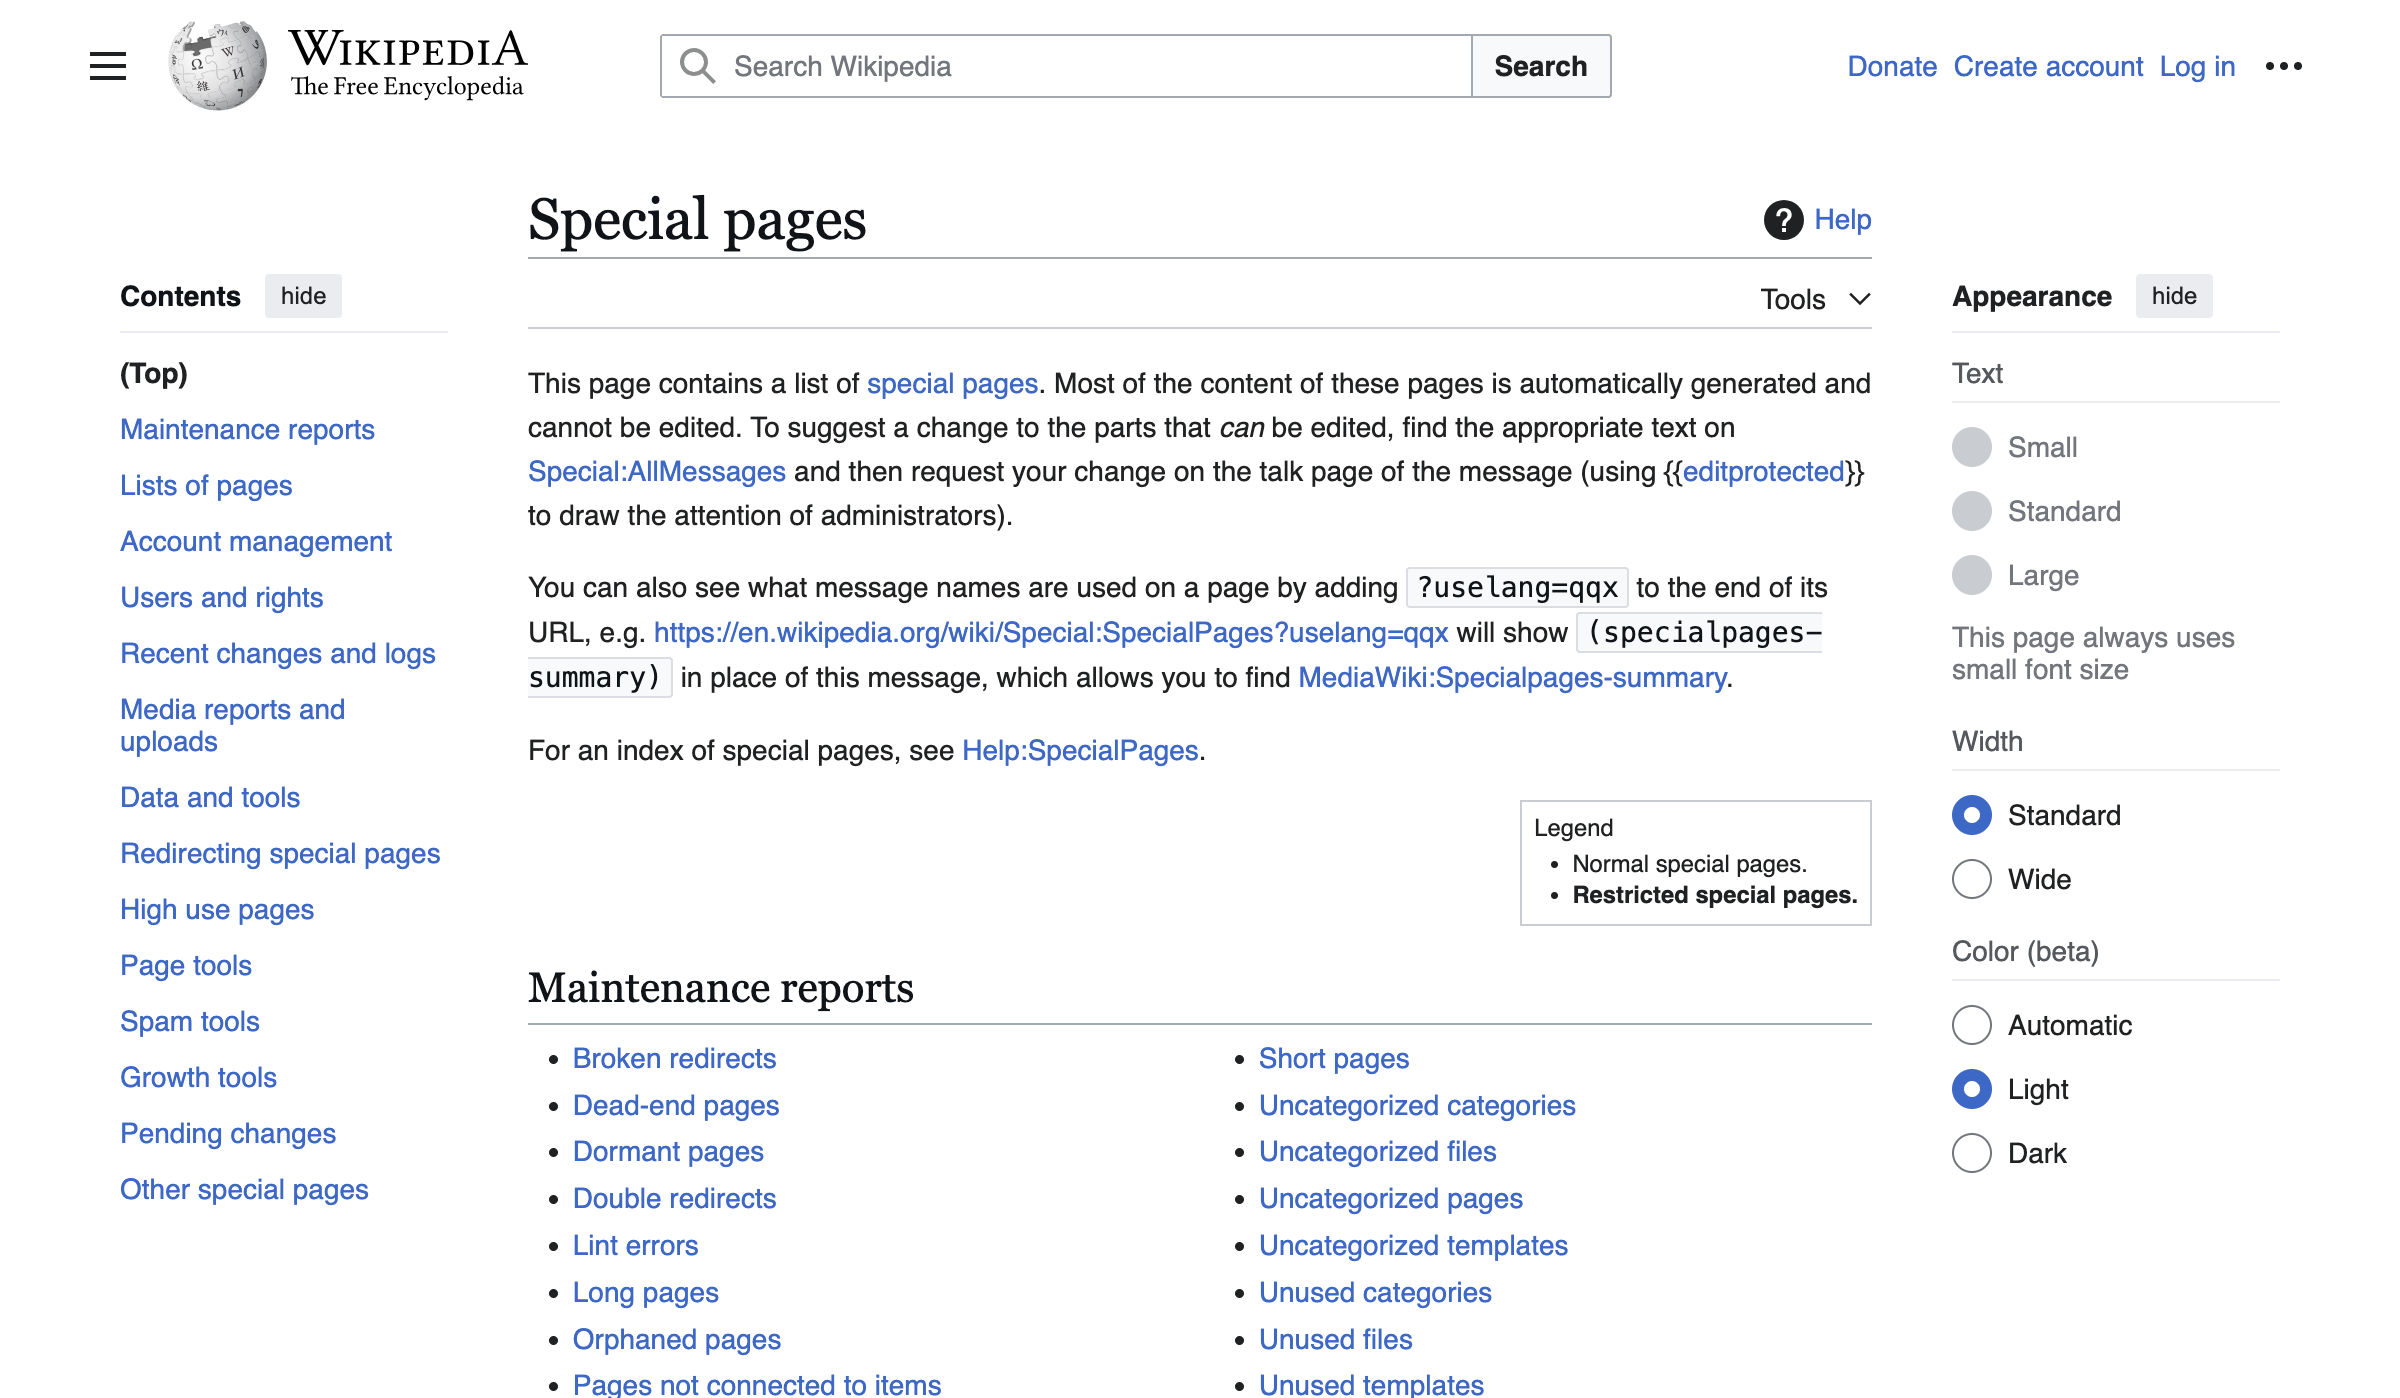 WIKIPEDIA
The Free Encyclopedia
Search Wikipedia
Search
Donate Create account Log in
Special pages
Help
Contents hide
Tools
Appearance hide
(Top)
Maintenance reports
Lists of pages
Account management
Users and rights
Recent changes and logs
Media reports and
uploads
Data and tools
Redirecting special pages
High use pages
Page tools
Spam tools
Growth tools
Pending changes
Other special pages
This page contains a list of special pages. Most of the content of these pages is automatically generated and
cannot be edited. To suggest a change to the parts that can be edited, find the appropriate text on
Special:AllMessages and then request your change on the talk page of the message (using {{editprotected}}
to draw the attention of administrators).
You can also see what message names are used on a page by adding ?uselang=qqx to the end of its
URL, e.g. https://en.wikipedia.org/wiki/Special:SpecialPages?uselang=qqx will show (specialpages-
summary) in place of this message, which allows you to find MediaWiki:Specialpages-summary.
For an index of special pages, see Help:SpecialPages.
Legend
• Normal special pages.
• Restricted special pages.
Maintenance reports
• Broken redirects
• Dead-end pages
• Dormant pages
• Double redirects
• Lint errors
• Long pages
• Orphaned pages
• Pages not connected to items
• Short pages
• Uncategorized categories
• Uncategorized files
• Uncategorized pages
• Uncategorized templates
• Unused categories
• Unused files
• Unused templates
Text
Small
Standard
Large
This page always uses
small font size
Width
Standard
Wide
Color (beta)
Automatic
Light
Dark